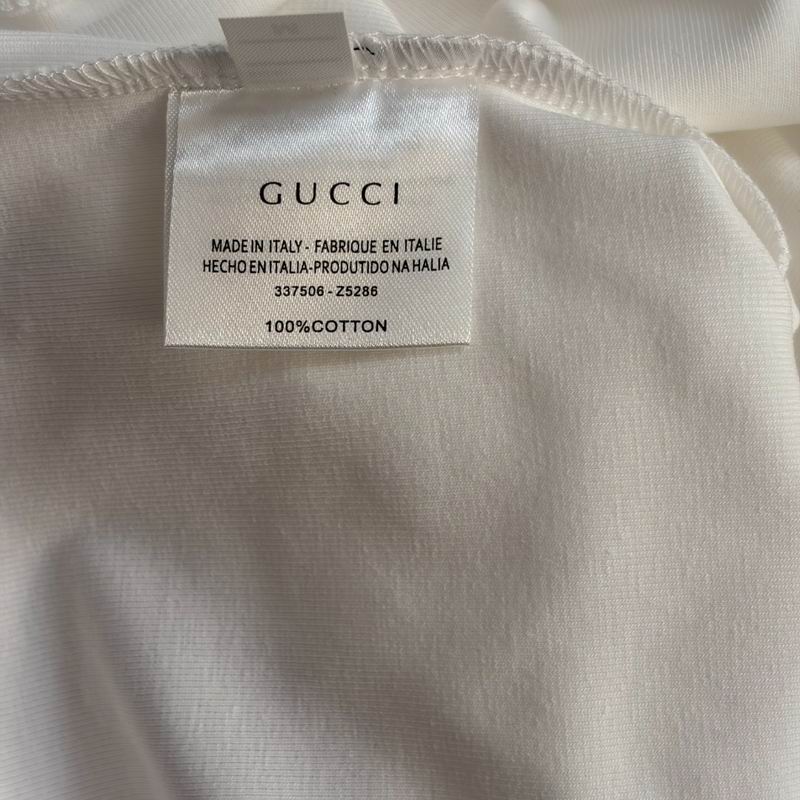 GUCCI
MADE IN ITALY - FABRIQUE EN ITALIE
HECHO EN ITALIA-PRODUTIDO NA HALIA
337506 - Z5286
100%COTTON